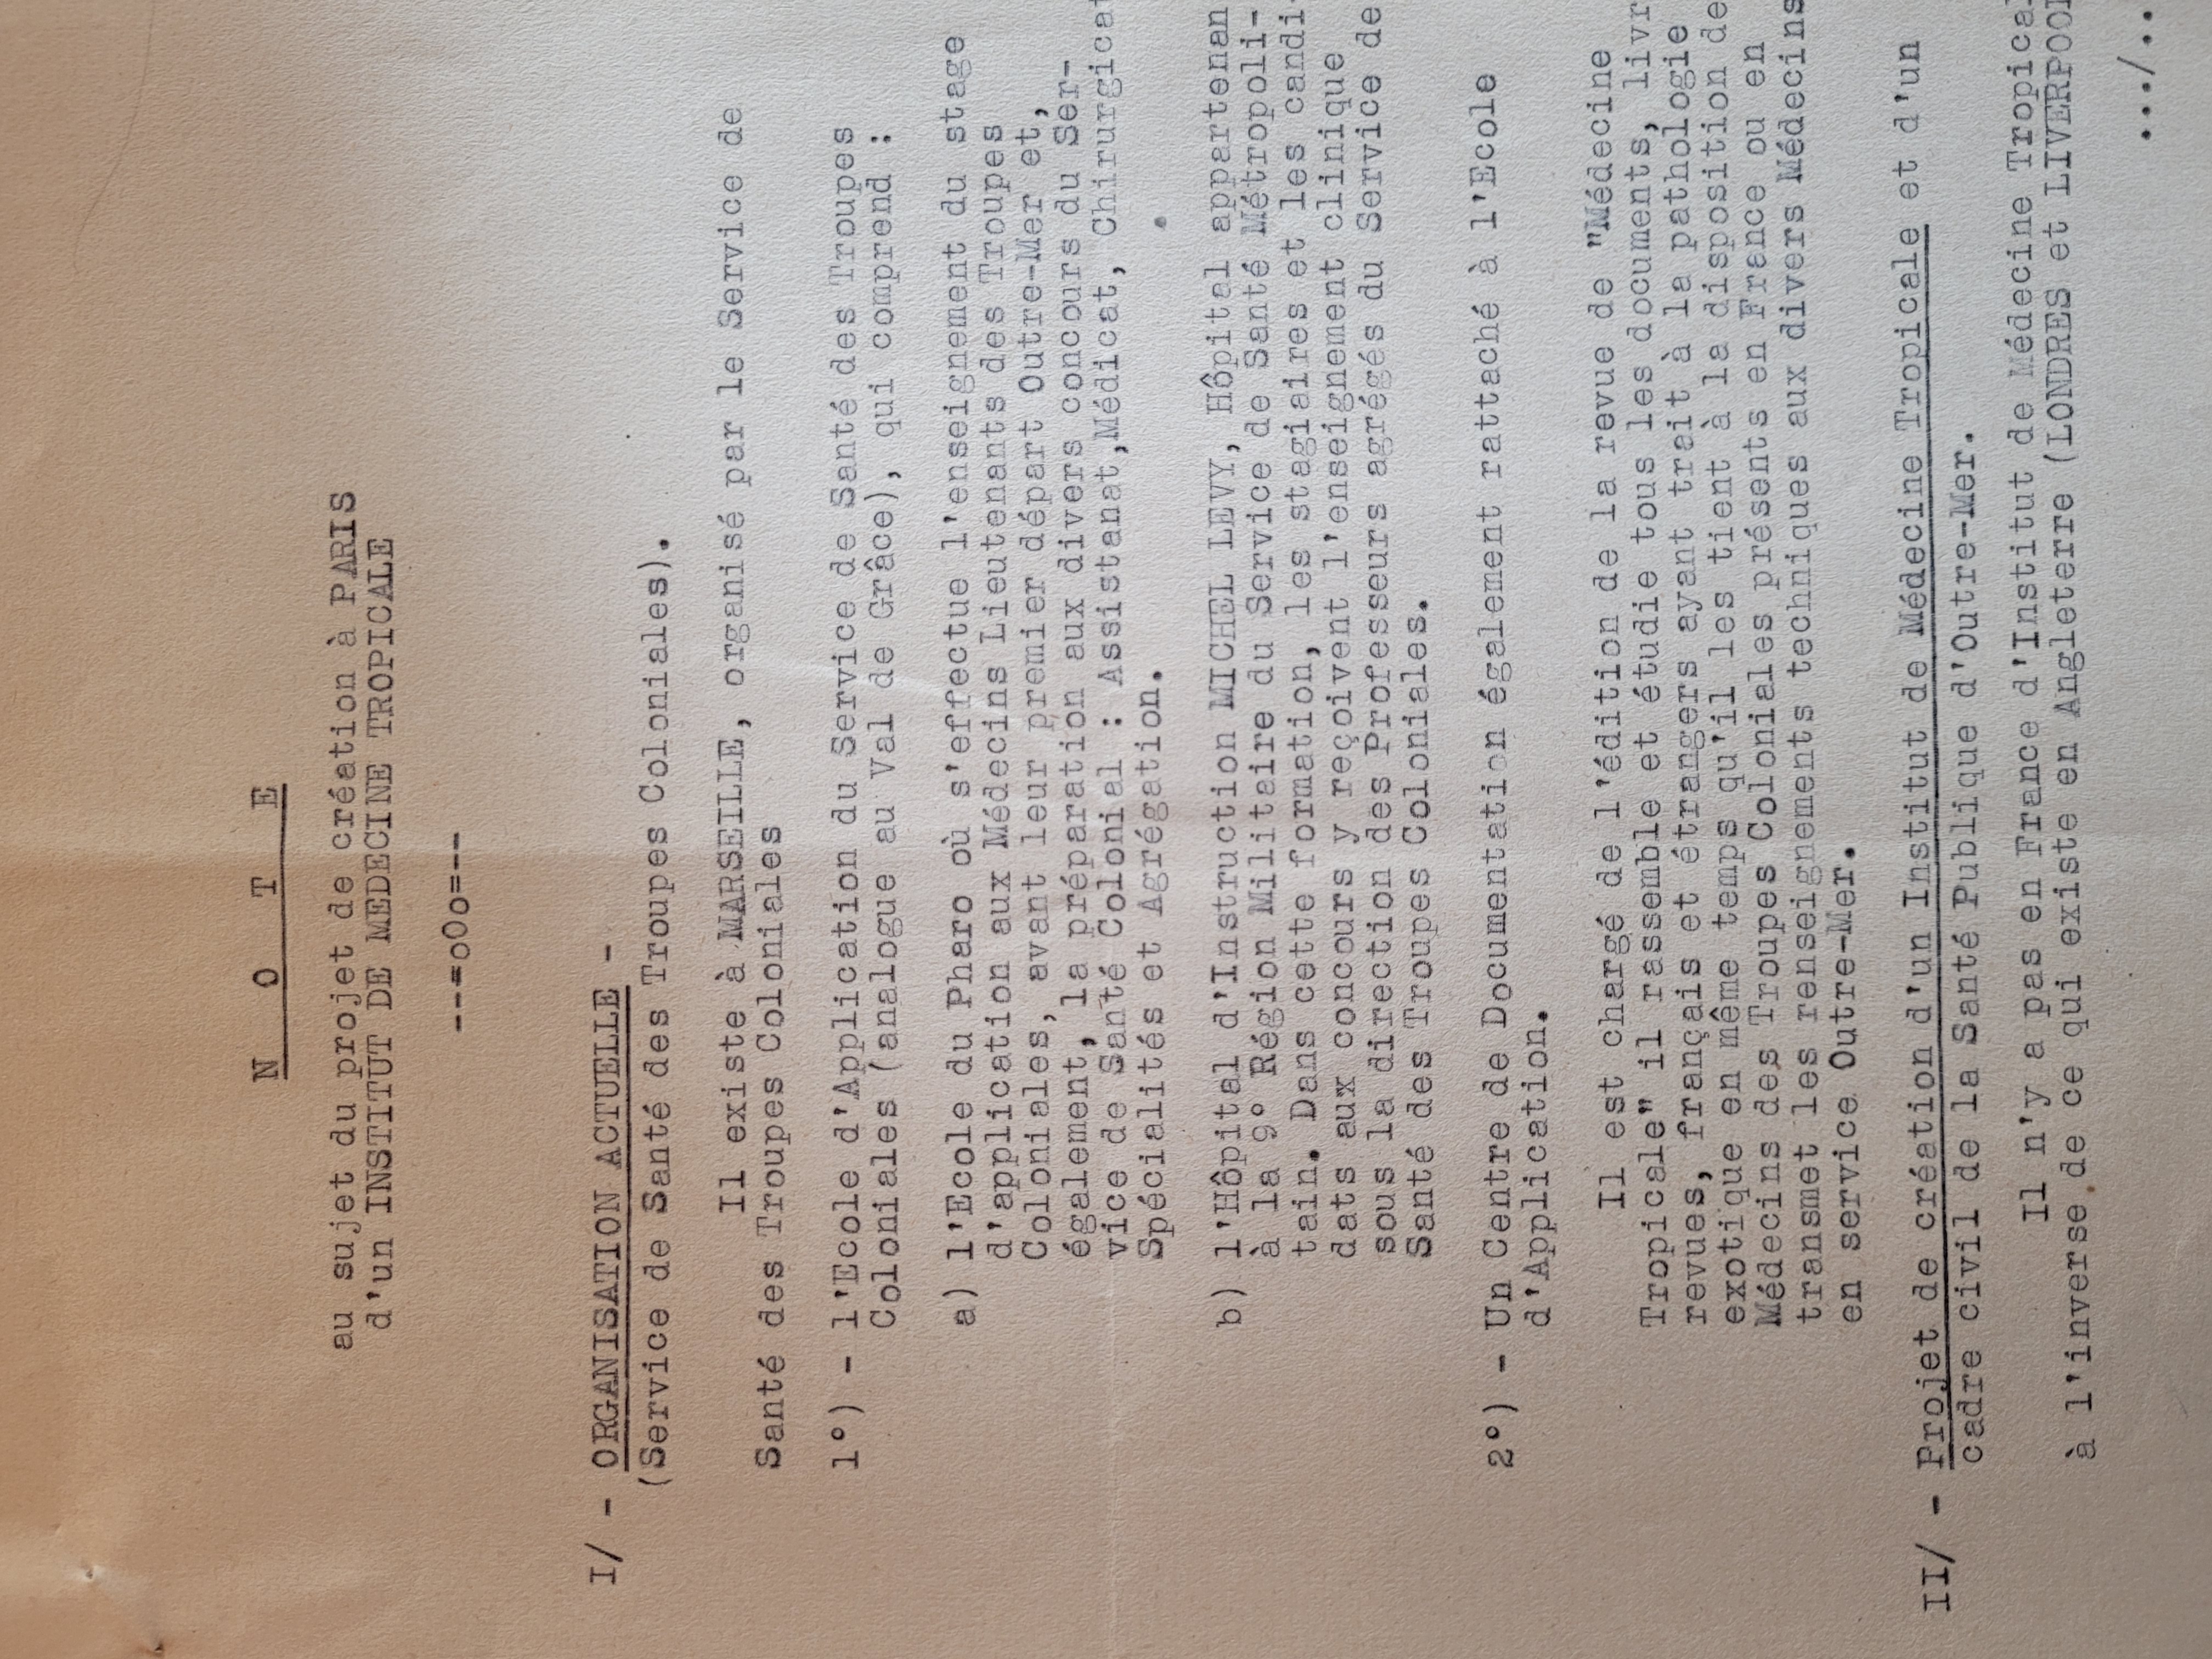 N O T E
au sujet du projet de création à PARIS
d'un INSTITUT DE MEDECINE TROPICALE
--=oOo=--
I/ - ORGANISATION ACTUELLE -
(Service de Santé des Troupes Coloniales).
Il existe à MARSEILLE, organisé par le Service de
Santé des Troupes Coloniales
1°) - l'Ecole d'Application du Service de Santé des Troupes
Coloniales (analogue au Val de Grâce), qui comprend :
a) l'Ecole du Pharo où s'effectue l'enseignement du stage
d'application aux Médecins Lieutenants des Troupes
Coloniales, avant leur premier départ Outre-Mer et,
également, la préparation aux divers concours du Ser-
vice de Santé Colonial : Assistanat,Médicat, Chirurgicat
Spécialités et Agrégation.
b) l'Hôpital d'Instruction MICHEL LEVY, Hôpital appartenan
à la 9° Région Militaire du Service de Santé Métropoli-
tain. Dans cette formation, les stagiaires et les candi-
dats aux concours y reçoivent l'enseignement clinique
sous la direction des Professeurs agrégés du Service de
Santé des Troupes Coloniales.
2°) - Un Centre de Documentation également rattaché à l'Ecole
d'Application.
Il est chargé de l'édition de la revue de "Médecine
Tropicale" il rassemble et étudie tous les documents, livr
revues, français et étrangers ayant trait à la pathologie
exotique en même temps qu'il les tient à la disposition de
Médecins des Troupes Coloniales présents en France ou en
transmet les renseignements techniques aux divers Médecins
en service Outre-Mer.
II/ - Projet de création d'un Institut de Médecine Tropicale et d'un
cadre civil de la Santé Publique d'Outre-Mer.
Il n'y a pas en France d'Institut de Médecine Tropical
à l'inverse de ce qui existe en Angleterre (LONDRES et LIVERPOOL
.../...